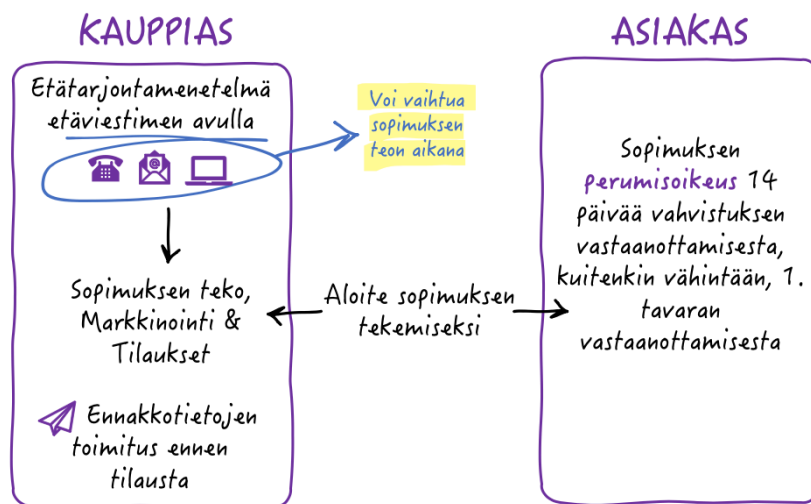 KAUPPIAS
Etätarjontamenetelmä
etäviestimen avulla
Sopimuksen teko,
Markkinointi &
Tilaukset
Ennakkotietojen
toimitus ennen
tilausta
Voi vaihtua
sopimuksen
teon aikana
Aloite sopimuksen
tekemiseksi
ASIAKAS
Sopimuksen
perumisoikeus 14
päivää vahvistuksen
vastaanottamisesta,
kuitenkin vähintään, 1.
tavaran
vastaanottamisesta